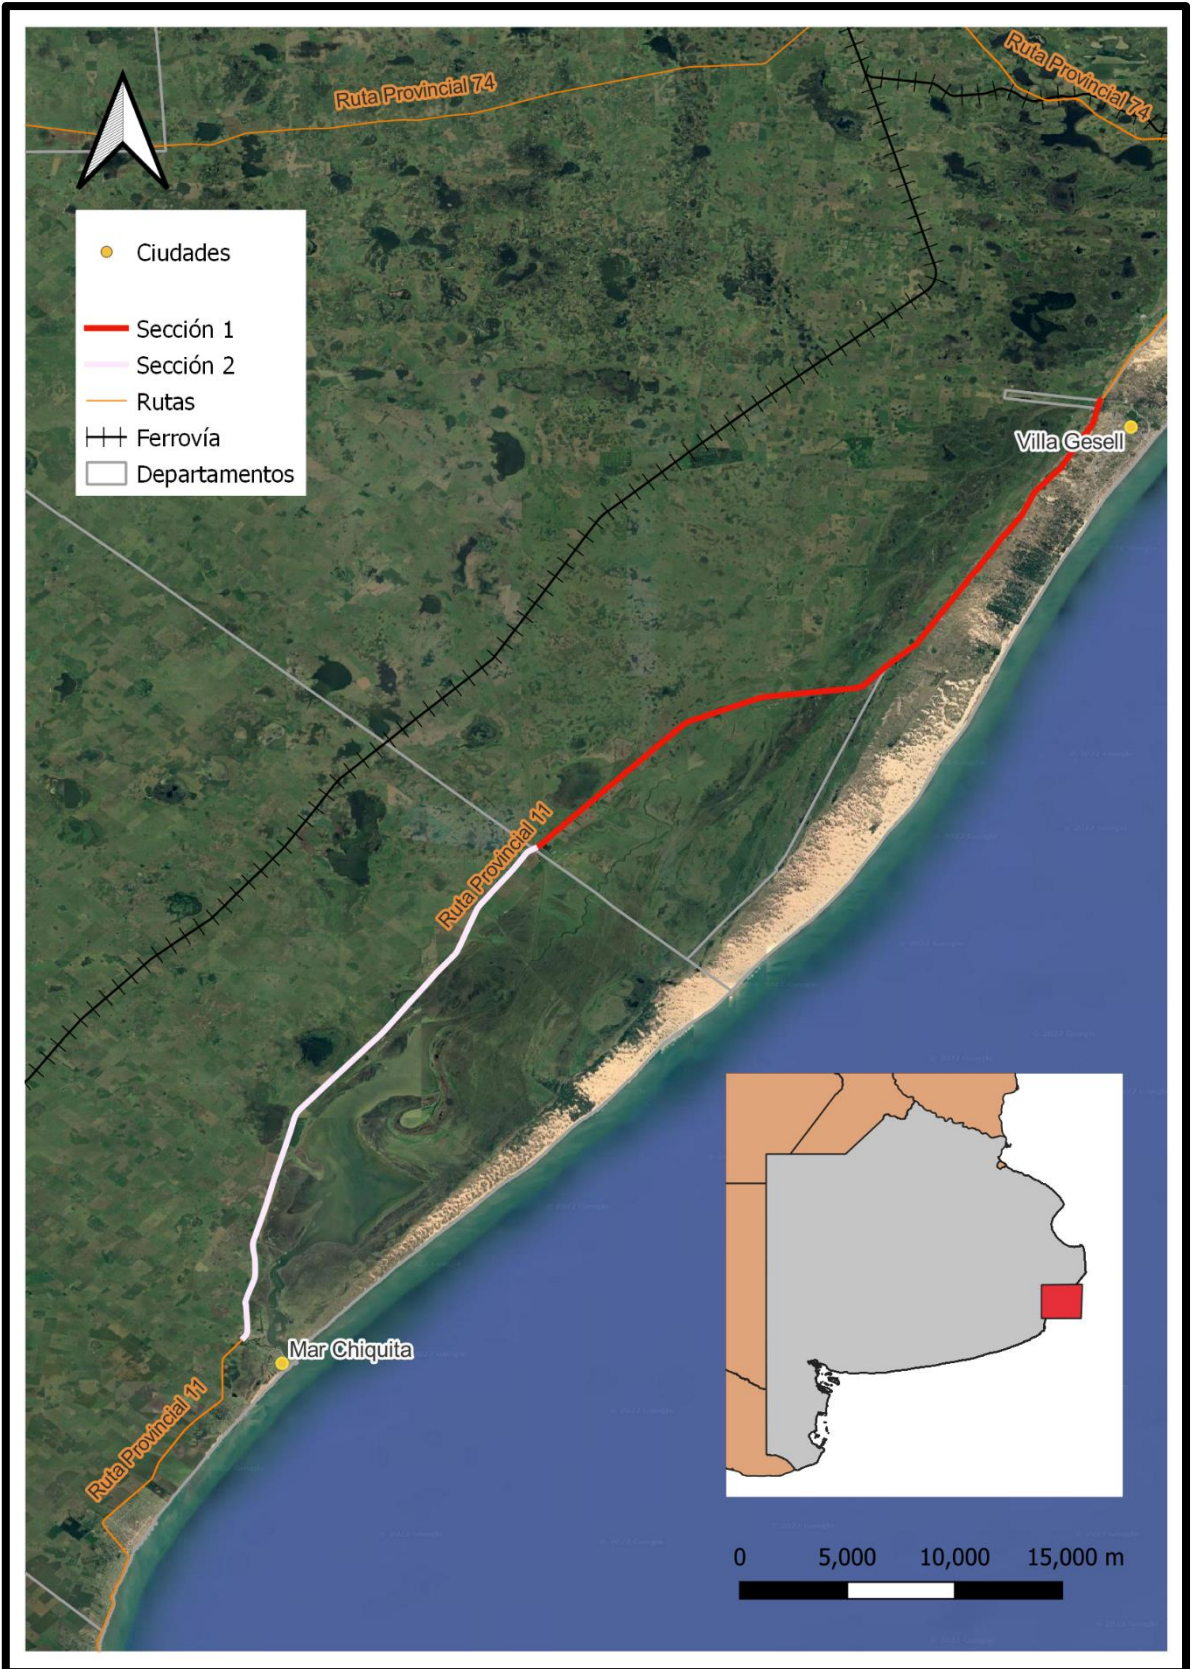 Ruta Provincial 74
Ruta Provincial 74
Ciudades
Sección 1
Sección 2
Rutas
Ferrovía
Departamentos
Villa Gesell
Ruta Provincial 11
Mar Chiquita
Ruta Provincial 11
0 5,000 10,000 15,000 m